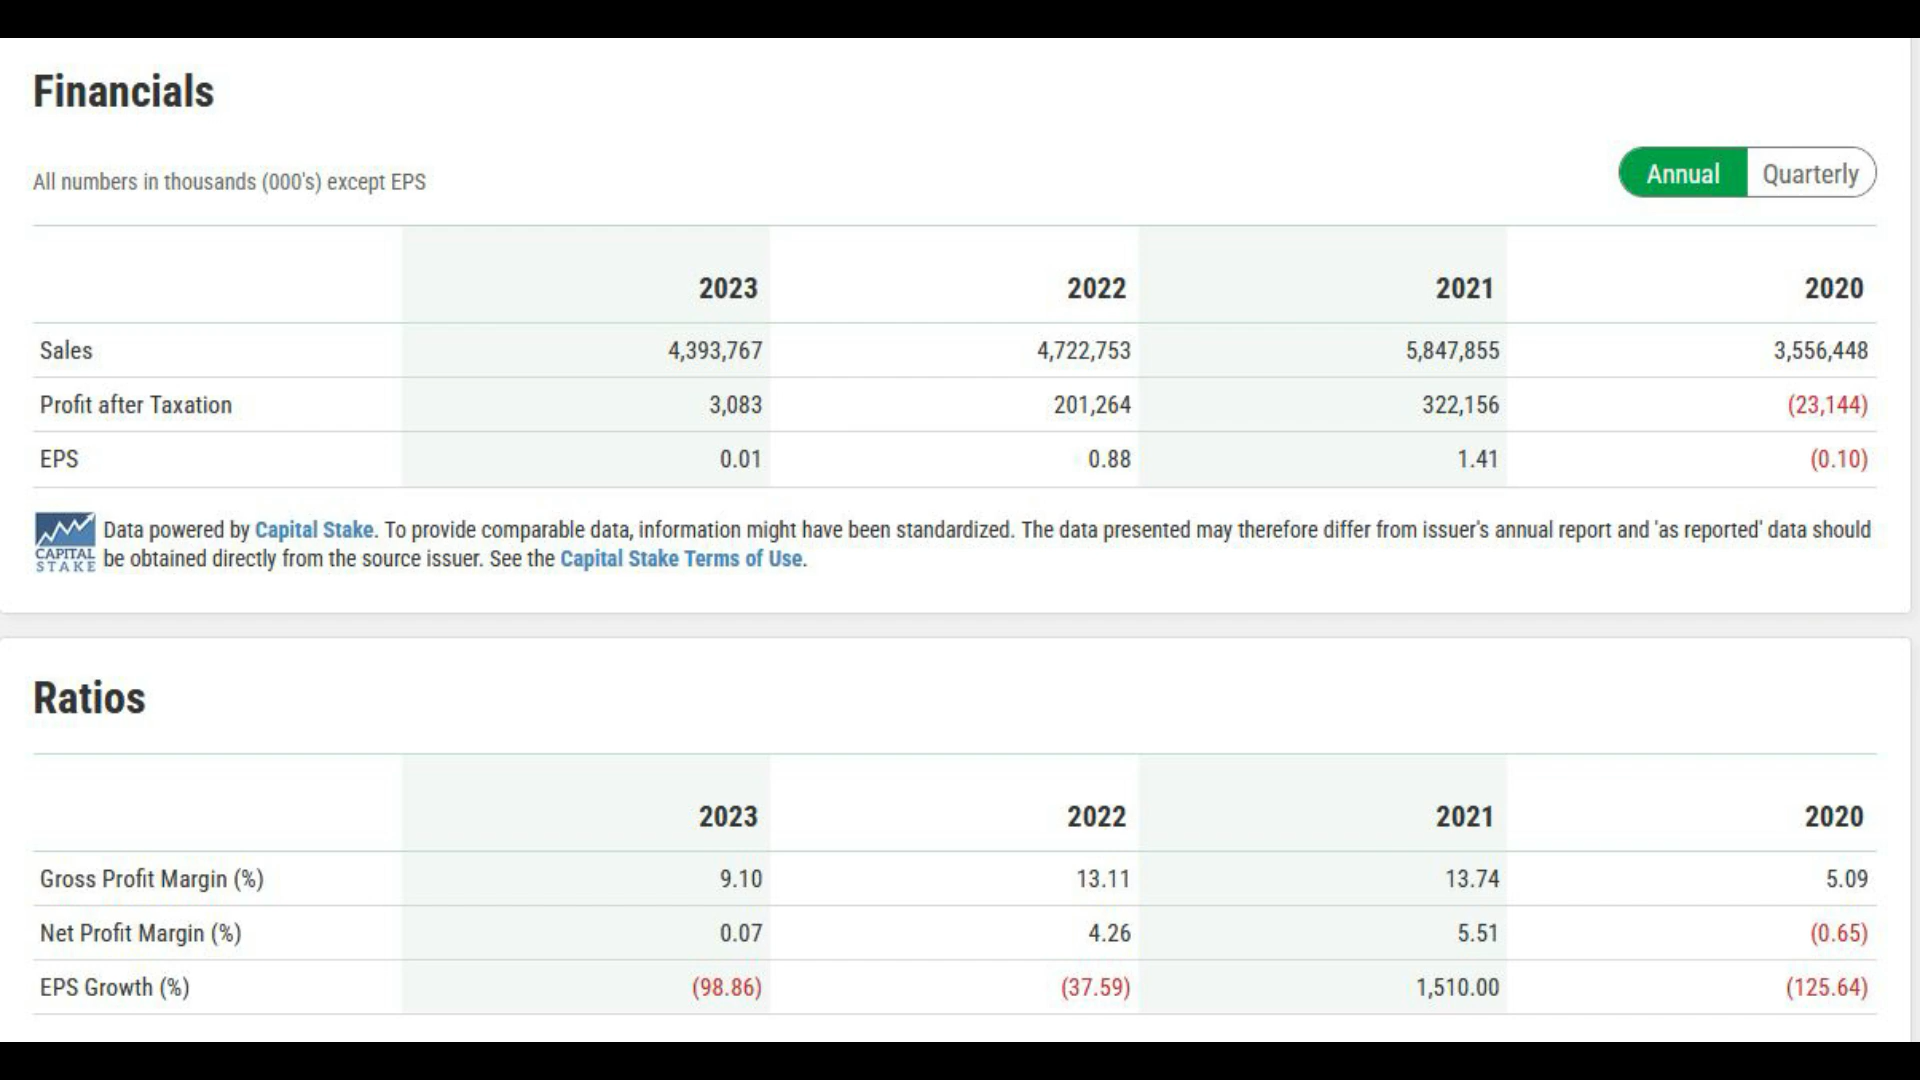 Financials
All numbers in thousands (000's) except EPS
Annual Quarterly
2023 2022 2021 2020
Sales 4,393,767 4,722,753 5,847,855 3,556,448
Profit after Taxation 3,083 201,264 322,156 (23,144)
EPS 0.01 0.88 1.41 (0.10)
CAPITAL
STAKE
Data powered by Capital Stake. To provide comparable data, information might have been standardized. The data presented may therefore differ from issuer's annual report and 'as reported' data should
be obtained directly from the source issuer. See the Capital Stake Terms of Use.
Ratios
2023 2022 2021 2020
Gross Profit Margin (%) 9.10 13.11 13.74 5.09
Net Profit Margin (%) 0.07 4.26 5.51 (0.65)
EPS Growth (%) (98.86) (37.59) 1,510.00 (125.64)